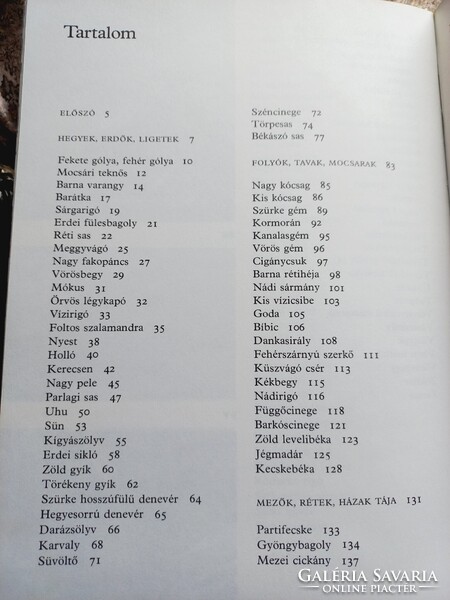 Tartalom
ELŐSZÓ 5
HEGYEK, ERDŐK, LIGETEK 7
Fekete gólya, fehér gólya 10
Mocsári teknős 12
Barna varangy 14
Barátka 17
Sárgarigó 19
Erdei fülesbagoly 21
Réti sas 22
Meggyvágó 25
Nagy fakopáncs 27
Vörösbegy 29
Mókus 31
Örvös légykapó 32
Vízirigó 33
Foltos szalamandra 35
Nyest 38
Holló 40
Kerecsen 42
Nagy pele 45
Parlagi sas 47
Uhu 50
Sün 53
Kígyászölyv 55
Erdei sikló 58
Zöld gyík 60
Törékeny gyík 62
Szürke hosszúfülű denevér 64
Hegyesorrú denevér 65
Darázsölyv 66
Karvaly 68
Süvöltő 71
Széncinege 72
Törpesas 74
Békászó sas 77
FOLYÓK, TAVAK, MOCSARAK 83
Nagy kócsag 85
Kis kócsag 86
Szürke gém 89
Kormorán 92
Kanalasgém 95
Vörös gém 96
Cigánycsuk 97
Barna rétihéja 98
Nádi sármány 101
Kis vízicsibe 103
Goda 105
Bíbic 106
Dankasirály 108
Fehérszárnyú szerkő 111
Küszvágó csér 113
Kékbegy 115
Nádirigó 116
Függőcinege 118
Barkóscinege 121
Zöld levelibéka 123
Jégmadár 125
Kecskebéka 128
MEZŐK, RÉTEK, HÁZAK TÁJA 131
Partifecske 133
Gyöngybagoly 134
Mezei cickány 137
GALÉRIA SAVARIA
ONLINE PIACTÉR